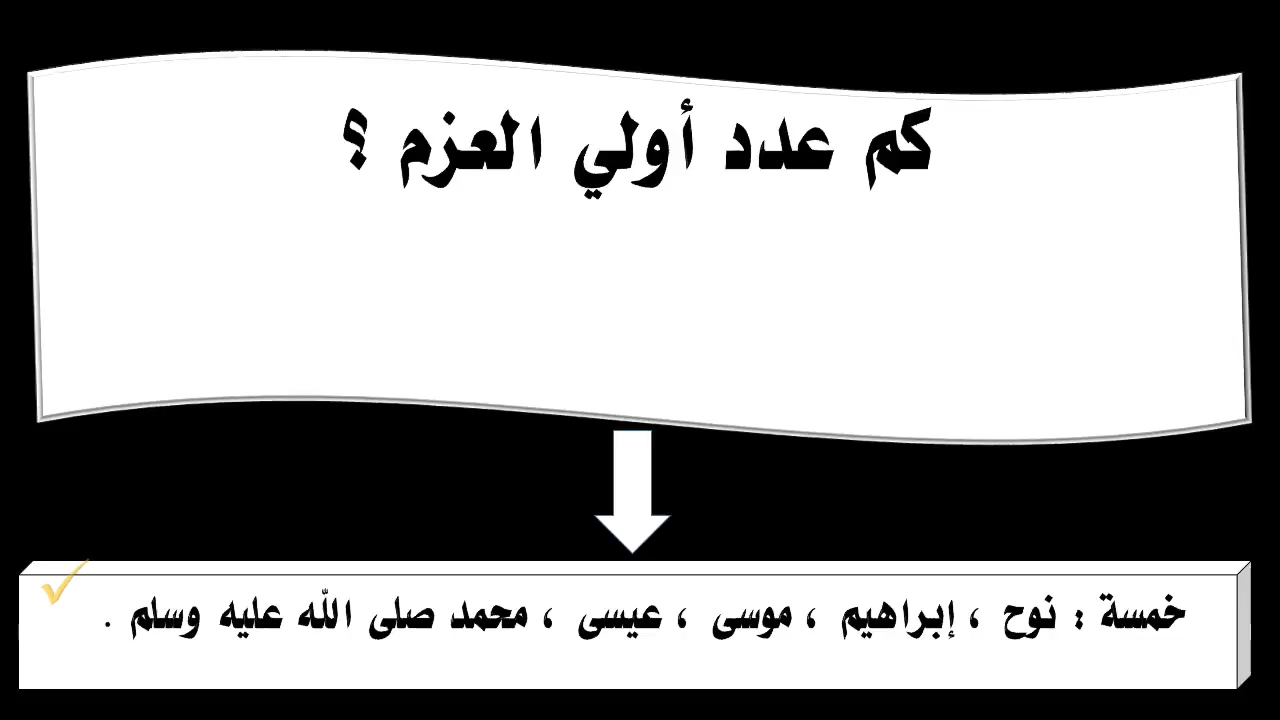 كم عدد أولي العزم ؟
خمسة : نوح ، إبراهيم ، موسى ، عيسى ، محمد صلى الله عليه وسلم .